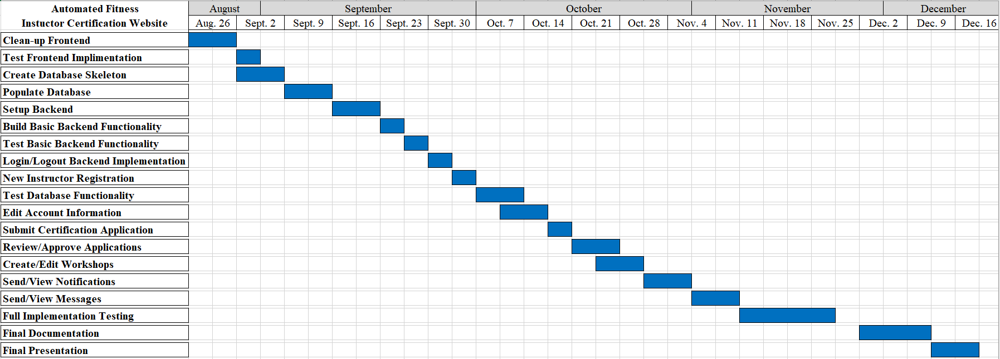 Automated Fitness
Instuctor Certification Website
August September October November December
Aug. 26 Sept. 2 Sept. 9 Sept. 16 Sept. 23 Sept. 30 Oct. 7 Oct. 14 Oct. 21 Oct. 28 Nov. 4 Nov. 11 Nov. 18 Nov. 25 Dec. 2 Dec. 9 Dec. 16
Clean-up Frontend
Test Frontend Implimentation
Create Database Skeleton
Populate Database
Setup Backend
Build Basic Backend Functionality
Test Basic Backend Functionality
Login/Logout Backend Implementation
New Instructor Registration
Test Database Functionality
Edit Account Information
Submit Certification Application
Review/Approve Applications
Create/Edit Workshops
Send/View Notifications
Send/View Messages
Full Implementation Testing
Final Documentation
Final Presentation